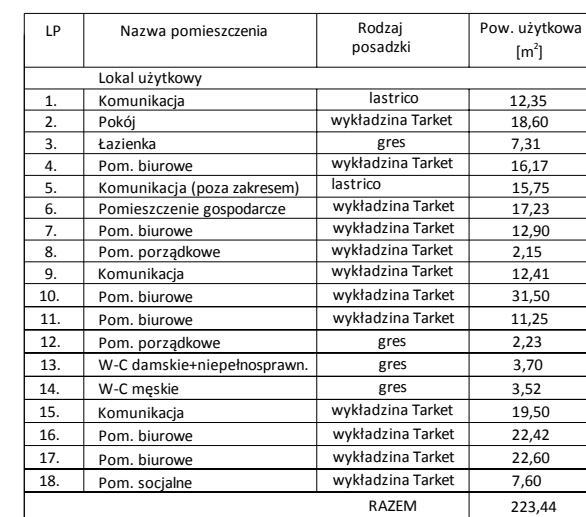 LP Nazwa pomieszczenia Rodzaj posadzki Pow. użytkowa [m²]
Lokal użytkowy
1. Komunikacja lastrico 12,35
2. Pokój wykładzina Tarket 18,60
3. Łazienka gres 7,31
4. Pom. biurowe wykładzina Tarket 16,17
5. Komunikacja (poza zakresem) lastrico 15,75
6. Pomieszczenie gospodarcze wykładzina Tarket 17,23
7. Pom. biurowe wykładzina Tarket 12,90
8. Pom. porządkowe wykładzina Tarket 2,15
9. Komunikacja wykładzina Tarket 12,41
10. Pom. biurowe wykładzina Tarket 31,50
11. Pom. biurowe wykładzina Tarket 11,25
12. Pom. porządkowe gres 2,23
13. W-C damskie+niepełnosprawn. gres 3,70
14. W-C męskie gres 3,52
15. Komunikacja wykładzina Tarket 19,50
16. Pom. biurowe wykładzina Tarket 22,42
17. Pom. biurowe wykładzina Tarket 22,60
18. Pom. socjalne wykładzina Tarket 7,60
RAZEM 223,44